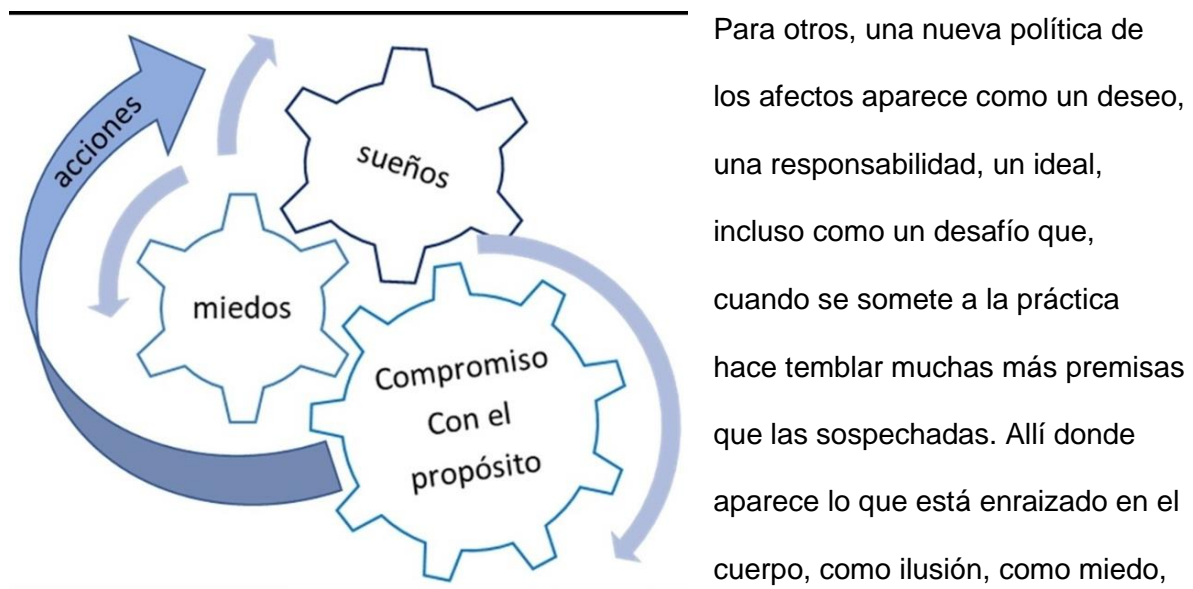 acciones
sueños
miedos
Compromiso
Con el
propósito
Para otros, una nueva política de
los afectos aparece como un deseo,
una responsabilidad, un ideal,
incluso como un desafío que,
cuando se somete a la práctica
hace temblar muchas más premisas
que las sospechadas. Allí donde
aparece lo que está enraizado en el
cuerpo, como ilusión, como miedo,